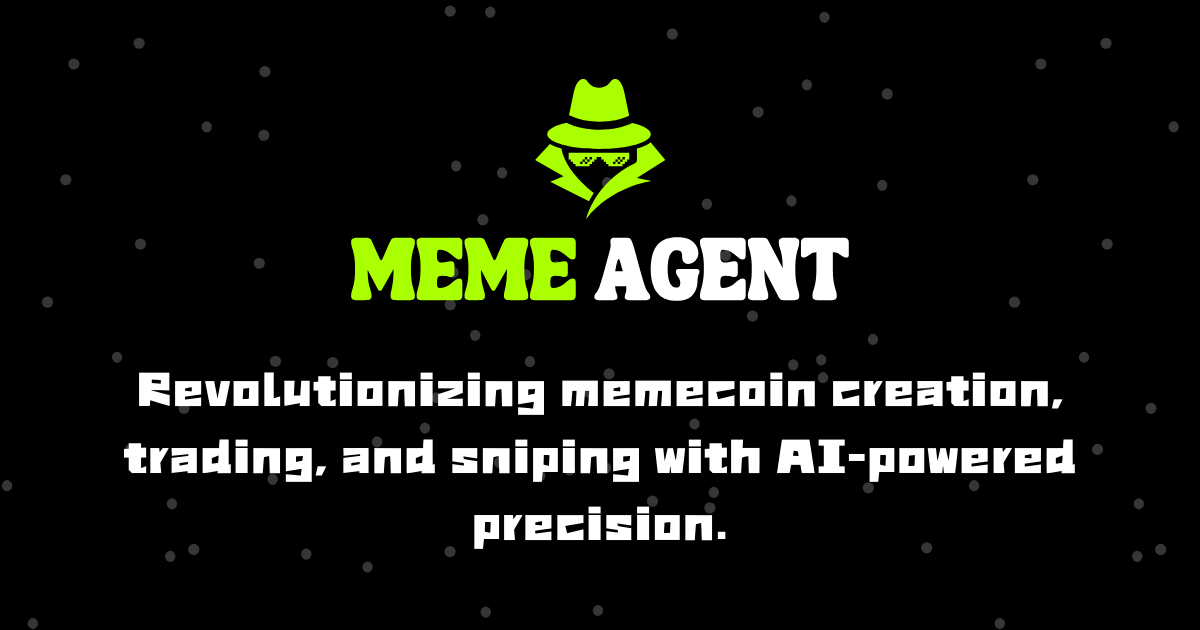 MEME AGENT
Revolutionizing memecoin creation,
trading, and sniping with AI-powered
precision.